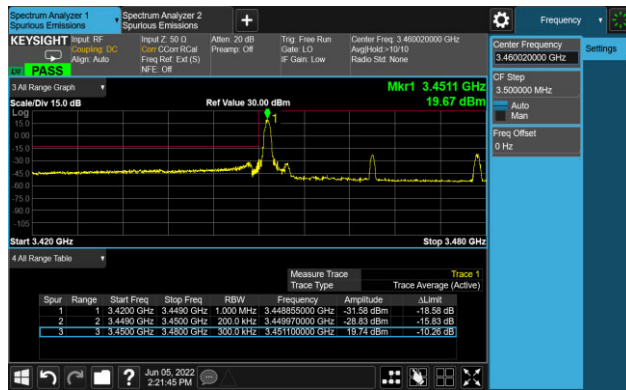 Spectrum Analyzer 1
Spurious Emissions
Spectrum Analyzer 2
Spurious Emissions
+
Frequency
KEYSIGHT
Input: RF
Coupling: DC
Align: Auto
Input Z: 50 Ω
Corr CCorr RCal
Freq Ref: Ext (S)
NFE: Off
Atten: 20 dB
Preamp: Off
Trig: Free Run
Gate: LO
IF Gain: Low
Center Freq: 3.460020000 GHz
Avg|Hold:>10/10
Radio Std: None
PASS
Center Frequency
3.460020000 GHz
Settings
CF Step
3.500000 MHz
Auto
Man
Freq Offset
0 Hz
3 All Range Graph
Mkr1 3.4511 GHz
Scale/Div 15.0 dB
Ref Value 30.00 dBm
19.67 dBm
Log
15.0
0.00
-15.0
-30.0
-45.0
-60.0
-75.0
-90.0
-105
1
Start 3.420 GHz
Stop 3.480 GHz
4 All Range Table
Measure Trace Trace 1
Trace Type Trace Average (Active)
Spur Range Start Freq Stop Freq RBW Frequency Amplitude ΔLimit
1 1 3.4200 GHz 3.4490 GHz 1.000 MHz 3.448855000 GHz -31.58 dBm -18.58 dB
2 2 3.4490 GHz 3.4500 GHz 200.0 kHz 3.449970000 GHz -28.83 dBm -15.83 dB
3 3 3.4500 GHz 3.4800 GHz 300.0 kHz 3.451100000 GHz 19.74 dBm -10.26 dB
?
Jun 05, 2022
2:21:45 PM